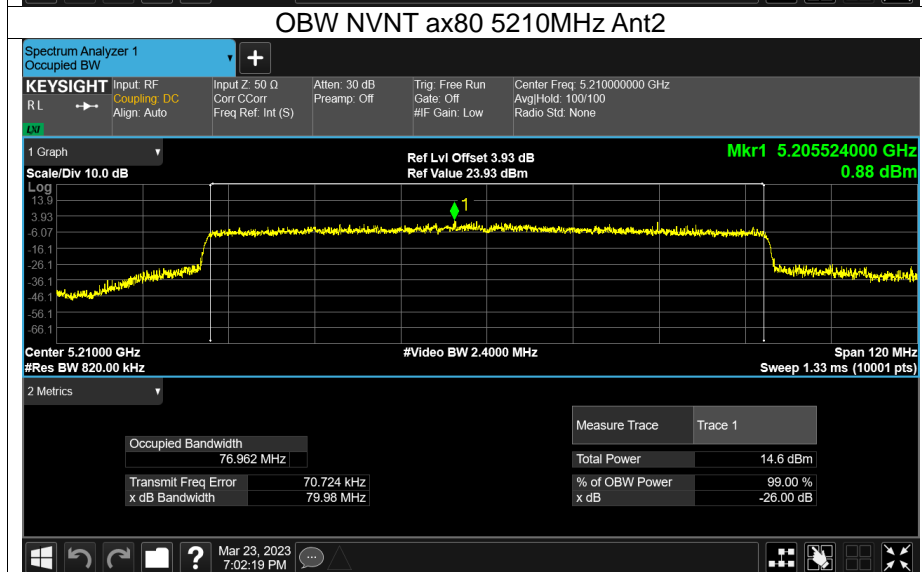 OBW NVNT ax80 5210MHz Ant2
Spectrum Analyzer 1
Occupied BW
▼
+
KEYSIGHT
R L
LXI
Input: RF
Coupling: DC
Align: Auto
Input Z: 50 Ω
Corr CCorr
Freq Ref: Int (S)
Atten: 30 dB
Preamp: Off
Trig: Free Run
Gate: Off
#IF Gain: Low
Center Freq: 5.210000000 GHz
Avg|Hold: 100/100
Radio Std: None
1 Graph ▼
Scale/Div 10.0 dB
Ref Lvl Offset 3.93 dB
Ref Value 23.93 dBm
Mkr1 5.205524000 GHz
0.88 dBm
Log
13.9
3.93
-6.07
-16.1
-26.1
-36.1
-46.1
-56.1
-66.1
1
Center 5.21000 GHz
#Res BW 820.00 kHz
#Video BW 2.4000 MHz
Span 120 MHz
Sweep 1.33 ms (10001 pts)
2 Metrics ▼
Occupied Bandwidth
76.962 MHz
Transmit Freq Error 70.724 kHz
x dB Bandwidth 79.98 MHz
Measure Trace Trace 1
Total Power 14.6 dBm
% of OBW Power 99.00 %
x dB -26.00 dB
?
Mar 23, 2023
7:02:19 PM